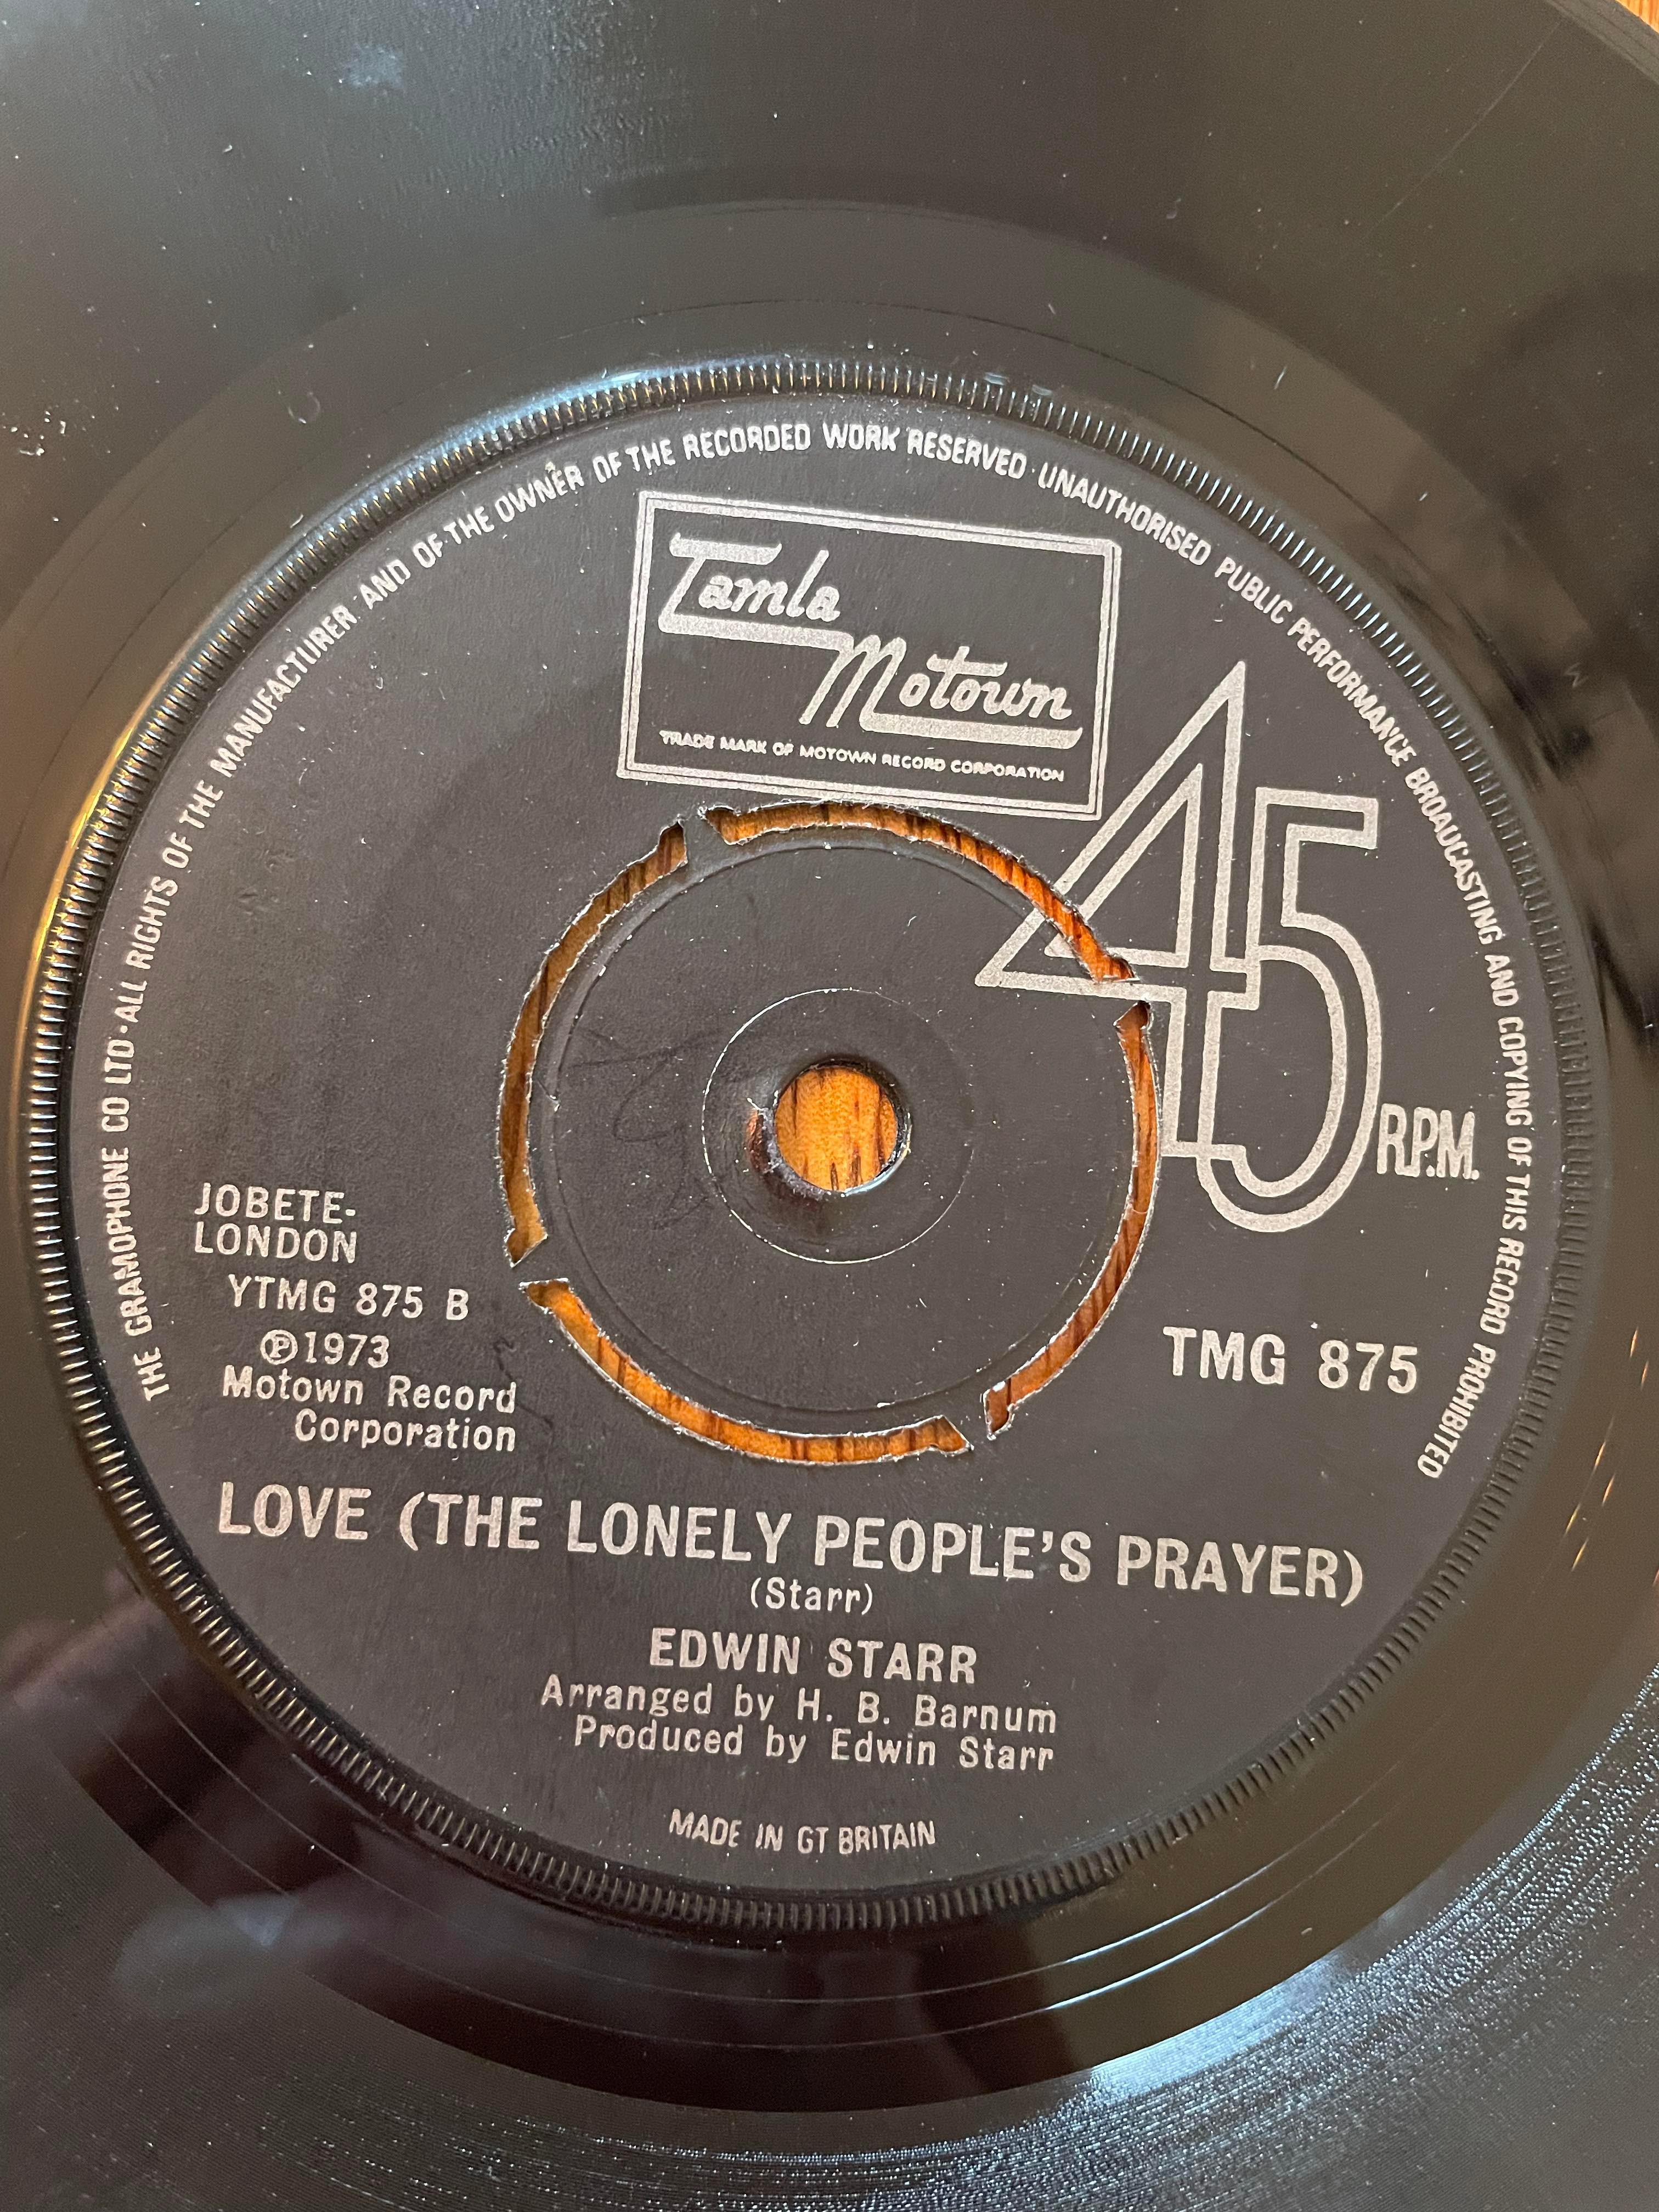 THE GRAMOPHONE CO LTD·ALL RIGHTS OF THE MANUFACTURER AND OF THE OWNER OF THE RECORDED WORK RESERVED·UNAUTHORISED PUBLIC PERFORMANCE BROADCASTING AND COPYING OF THIS RECORD PROHIBITED
Tamla
Motown
TRADE MARK OF MOTOWN RECORD CORPORATION
45
R.P.M.
JOBETE-
LONDON
YTMG 875 B
℗1973
Motown Record
Corporation
TMG 875
LOVE (THE LONELY PEOPLE'S PRAYER)
(Starr)
EDWIN STARR
Arranged by H. B. Barnum
Produced by Edwin Starr
MADE IN GT BRITAIN